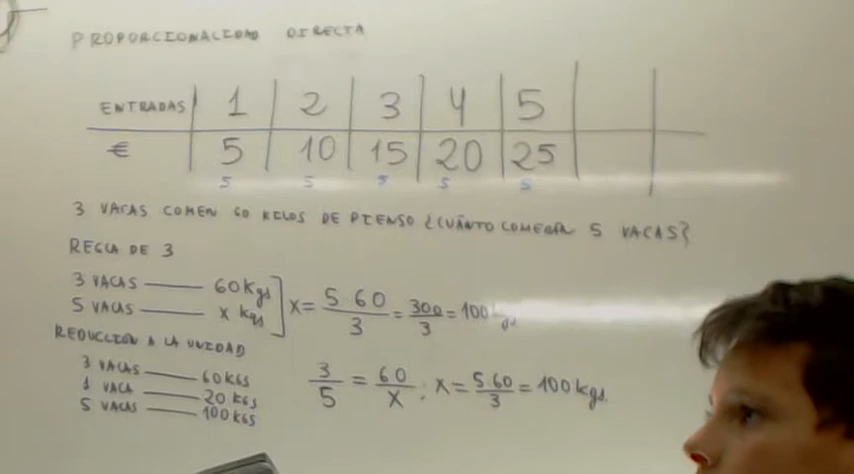 PROPORCIONALIDAD DIRECTA
ENTRADAS 1 2 3 4 5
€ 5 10 15 20 25
5 5 5 5 5
3 VACAS COMEN 60 KILOS DE PIENSO ¿CUÁNTO COMERÁN 5 VACAS?
REGLA DE 3
3 VACAS —— 60 Kgs
5 VACAS —— x kgs
x = 5 60 / 3 = 300 / 3 = 100 kgs
REDUCCION A LA UNIDAD
3 VACAS —— 60 KGS
1 VACA —— 20 KGS
5 VACAS —— 100 KGS
3 / 5 = 60 / x ; x = 5 60 / 3 = 100 kgs.